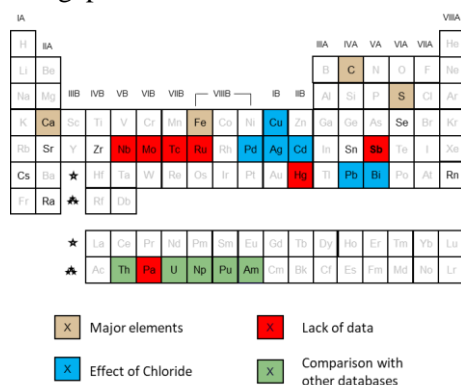 IA VIIIA
H He
IIA IIIA IVA VA VIA VIIA
Li Be B C N O F Ne
Na Mg Al Si P S Cl Ar
IIIB IVB VB VIB VIIB VIIIB IB IIB
K Ca Sc Ti V Cr Mn Fe Co Ni Cu Zn Ga Ge As Se Br Kr
Rb Sr Y Zr Nb Mo Tc Ru Rh Pd Ag Cd In Sn Sb Te I Xe
Cs Ba Hf Ta W Re Os Ir Pt Au Hg Tl Pb Bi Po At Rn
Fr Ra Rf Db
La Ce Pr Nd Pm Sm Eu Gd Tb Dy Ho Er Tm Yb Lu
Ac Th Pa U Np Pu Am Cm Bk Cf Es Fm Md No Lr
X Major elements
X Lack of data
X Effect of Chloride
X Comparison with
other databases